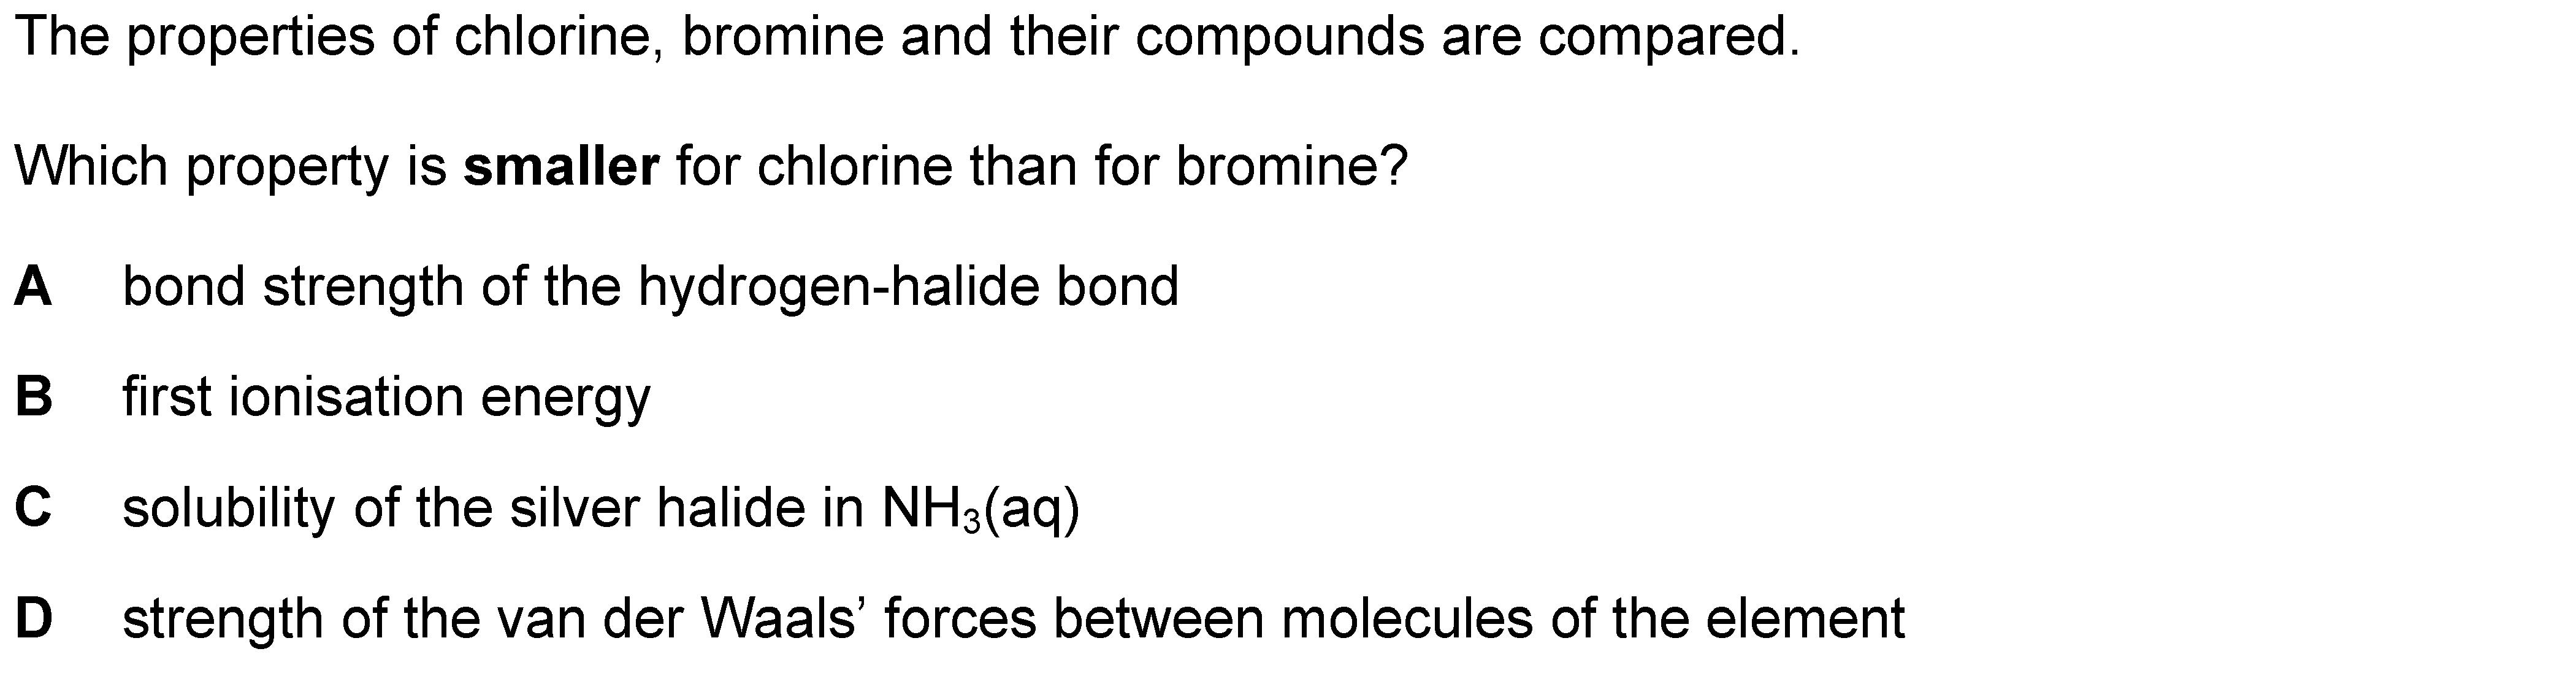 The properties of chlorine, bromine and their compounds are compared.
Which property is smaller for chlorine than for bromine?
A bond strength of the hydrogen-halide bond
B first ionisation energy
C solubility of the silver halide in NH₃(aq)
D strength of the van der Waals’ forces between molecules of the element